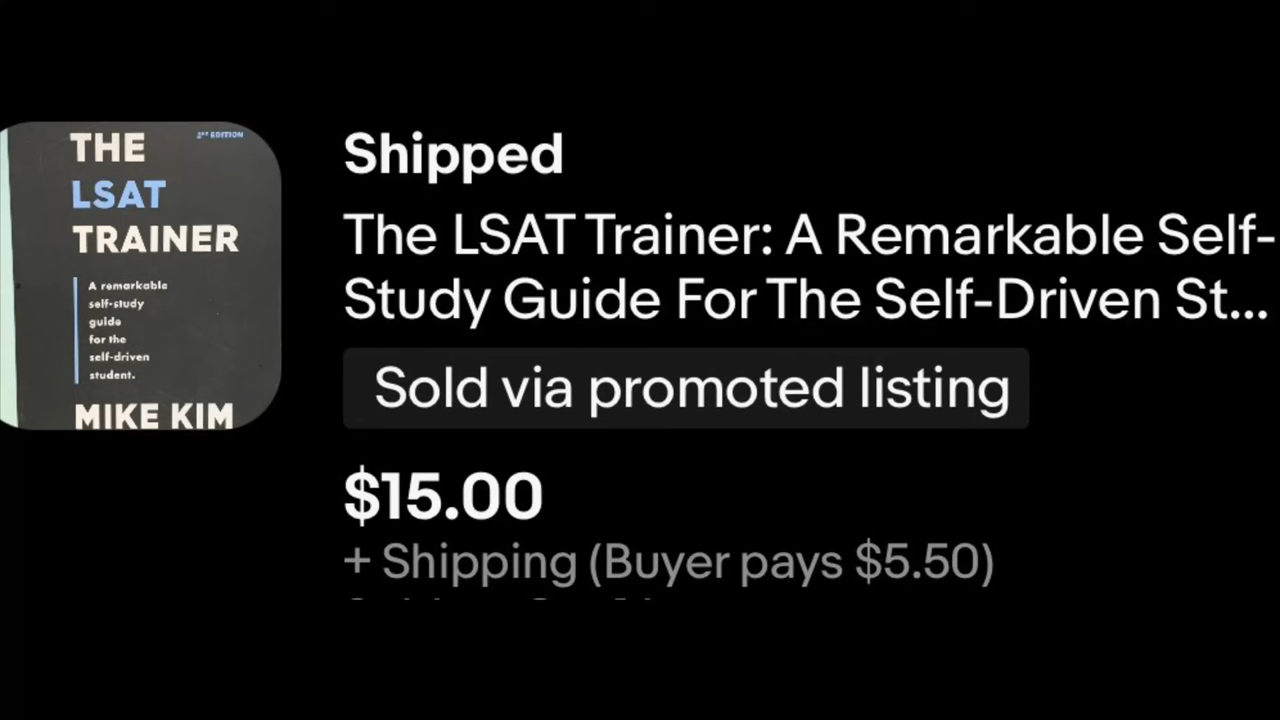 THE
2nd EDITION
LSAT
TRAINER
A remarkable
self-study
guide
for the
self-driven
student.
MIKE KIM
Shipped
The LSAT Trainer: A Remarkable Self-
Study Guide For The Self-Driven St...
Sold via promoted listing
$15.00
+ Shipping (Buyer pays $5.50)